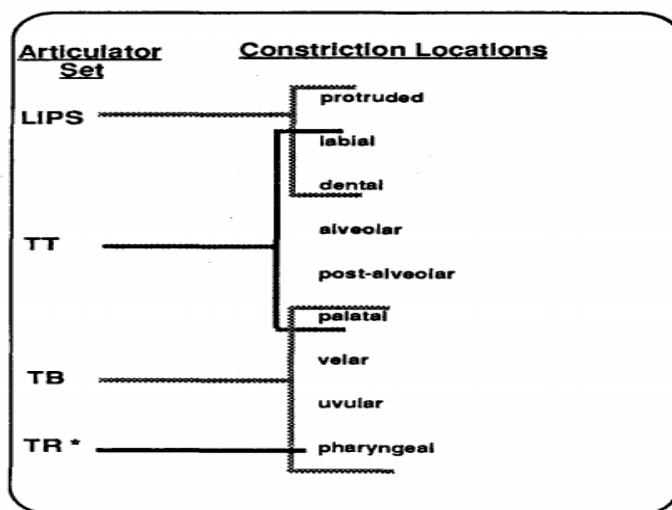 Articulator Constriction Locations
Set
protruded
LIPS
labial
dental
alveolar
TT
post-alveolar
palatal
velar
TB
uvular
TR * pharyngeal